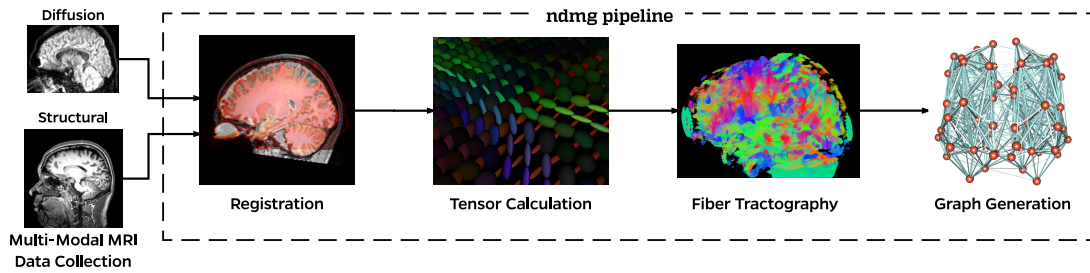 Diffusion
ndmg pipeline
Structural
Registration
Tensor Calculation
Fiber Tractography
Graph Generation
Multi-Modal MRI
Data Collection